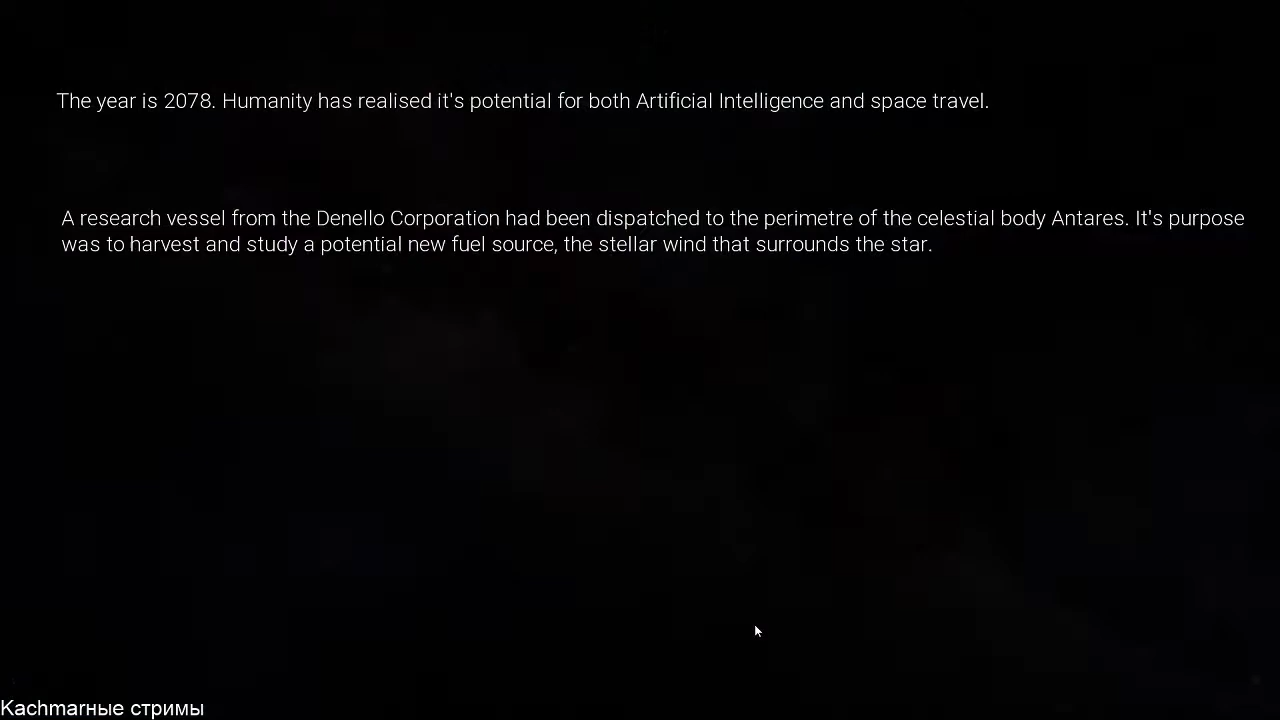 The year is 2078. Humanity has realised it's potential for both Artificial Intelligence and space travel.
A research vessel from the Denello Corporation had been dispatched to the perimetre of the celestial body Antares. It's purpose
was to harvest and study a potential new fuel source, the stellar wind that surrounds the star.
Kachmarные стримы